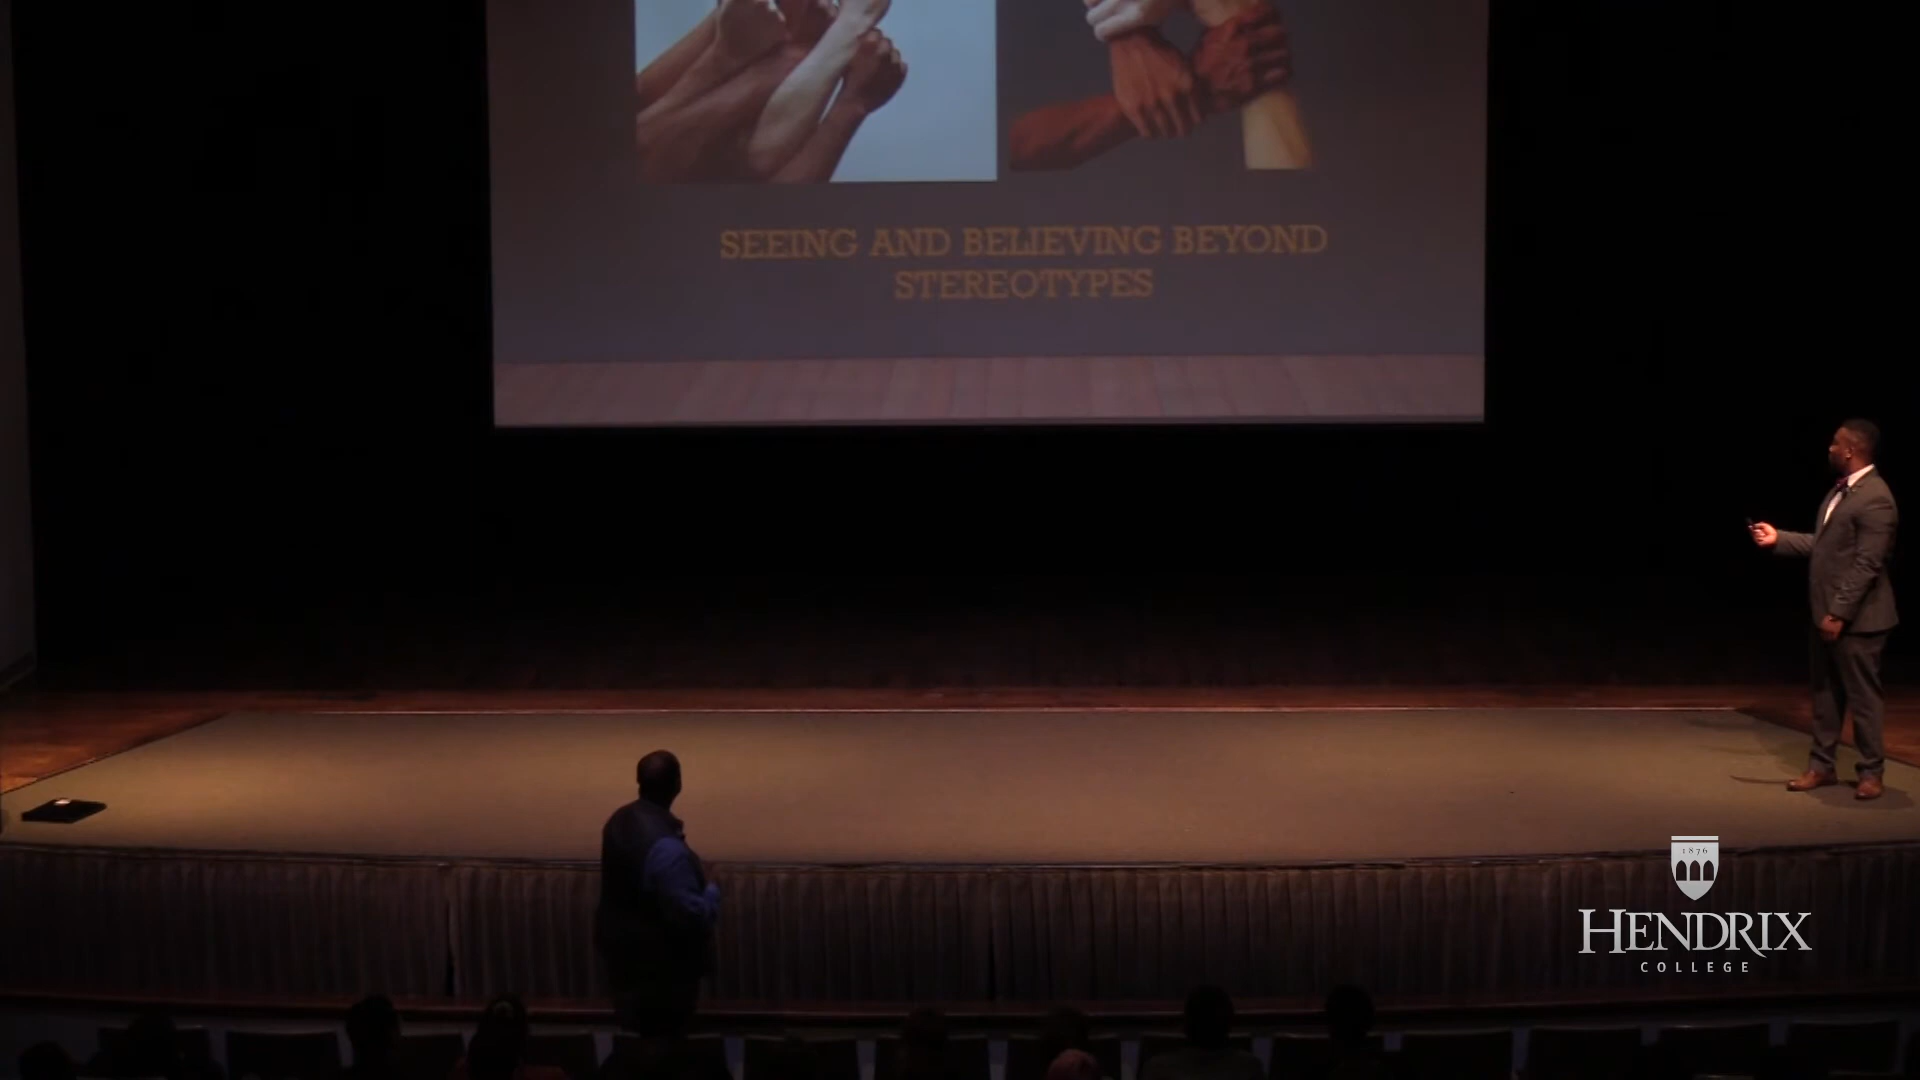 SEEING AND BELIEVING BEYOND
STEREOTYPES
1876
HENDRIX
COLLEGE